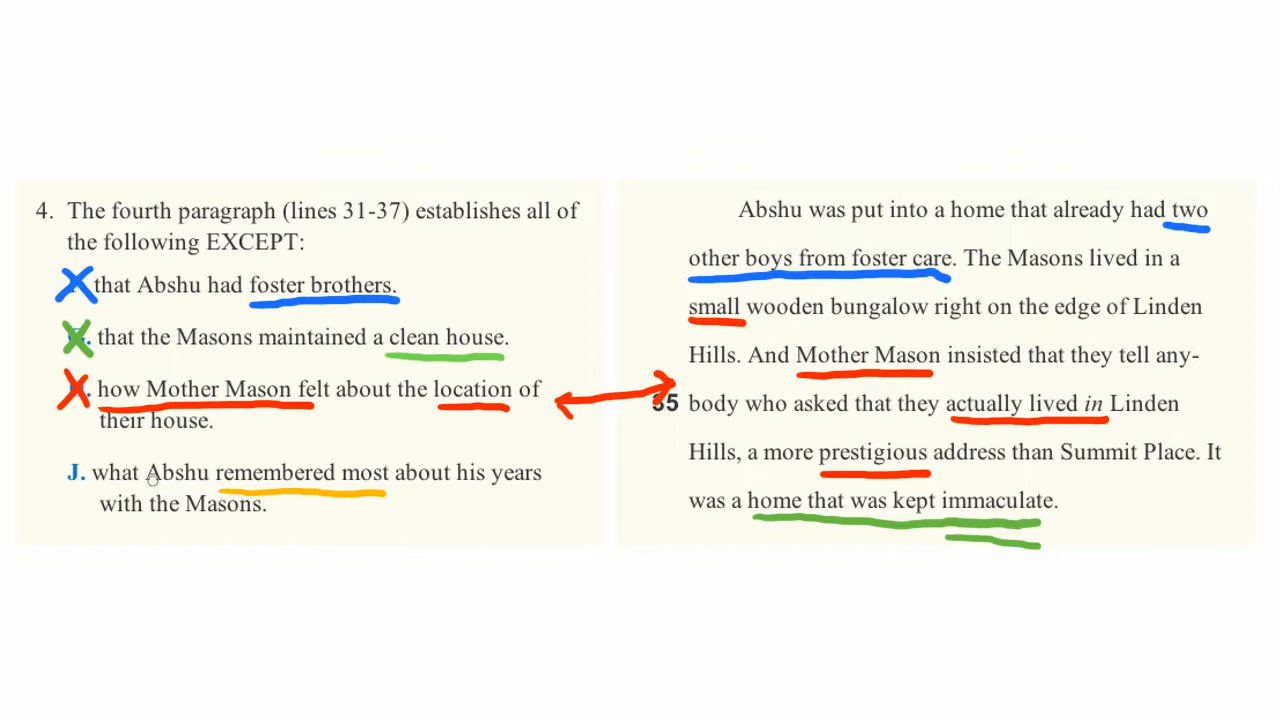 4. The fourth paragraph (lines 31-37) establishes all of
the following EXCEPT:
that Abshu had foster brothers.
that the Masons maintained a clean house.
how Mother Mason felt about the location of
their house.
J. what Abshu remembered most about his years
with the Masons.
Abshu was put into a home that already had two
other boys from foster care. The Masons lived in a
small wooden bungalow right on the edge of Linden
Hills. And Mother Mason insisted that they tell any-
35 body who asked that they actually lived in Linden
Hills, a more prestigious address than Summit Place. It
was a home that was kept immaculate.